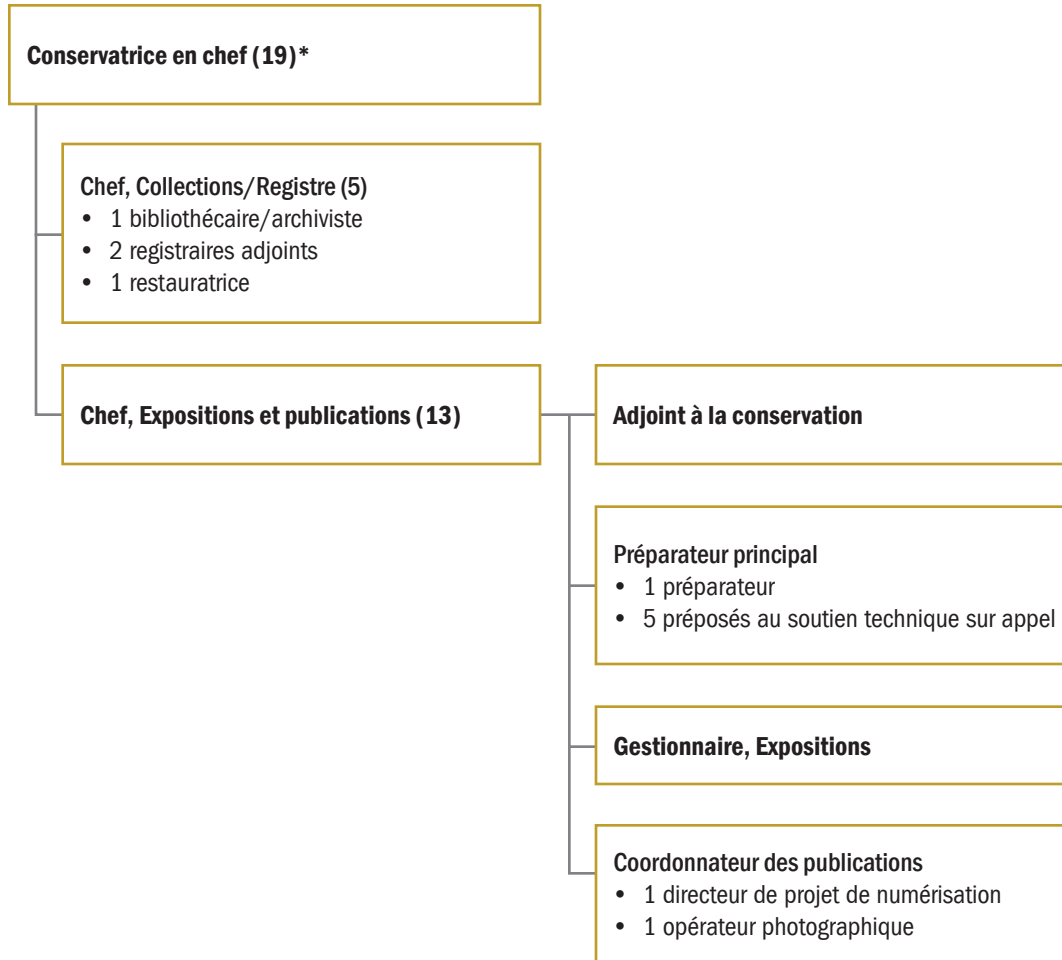 Conservatrice en chef (19)*
Chef, Collections/Registre (5)
• 1 bibliothécaire/archiviste
• 2 registraires adjoints
• 1 restauratrice
Chef, Expositions et publications (13)
Adjoint à la conservation
Préparateur principal
• 1 préparateur
• 5 préposés au soutien technique sur appel
Gestionnaire, Expositions
Coordonnateur des publications
• 1 directeur de projet de numérisation
• 1 opérateur photographique